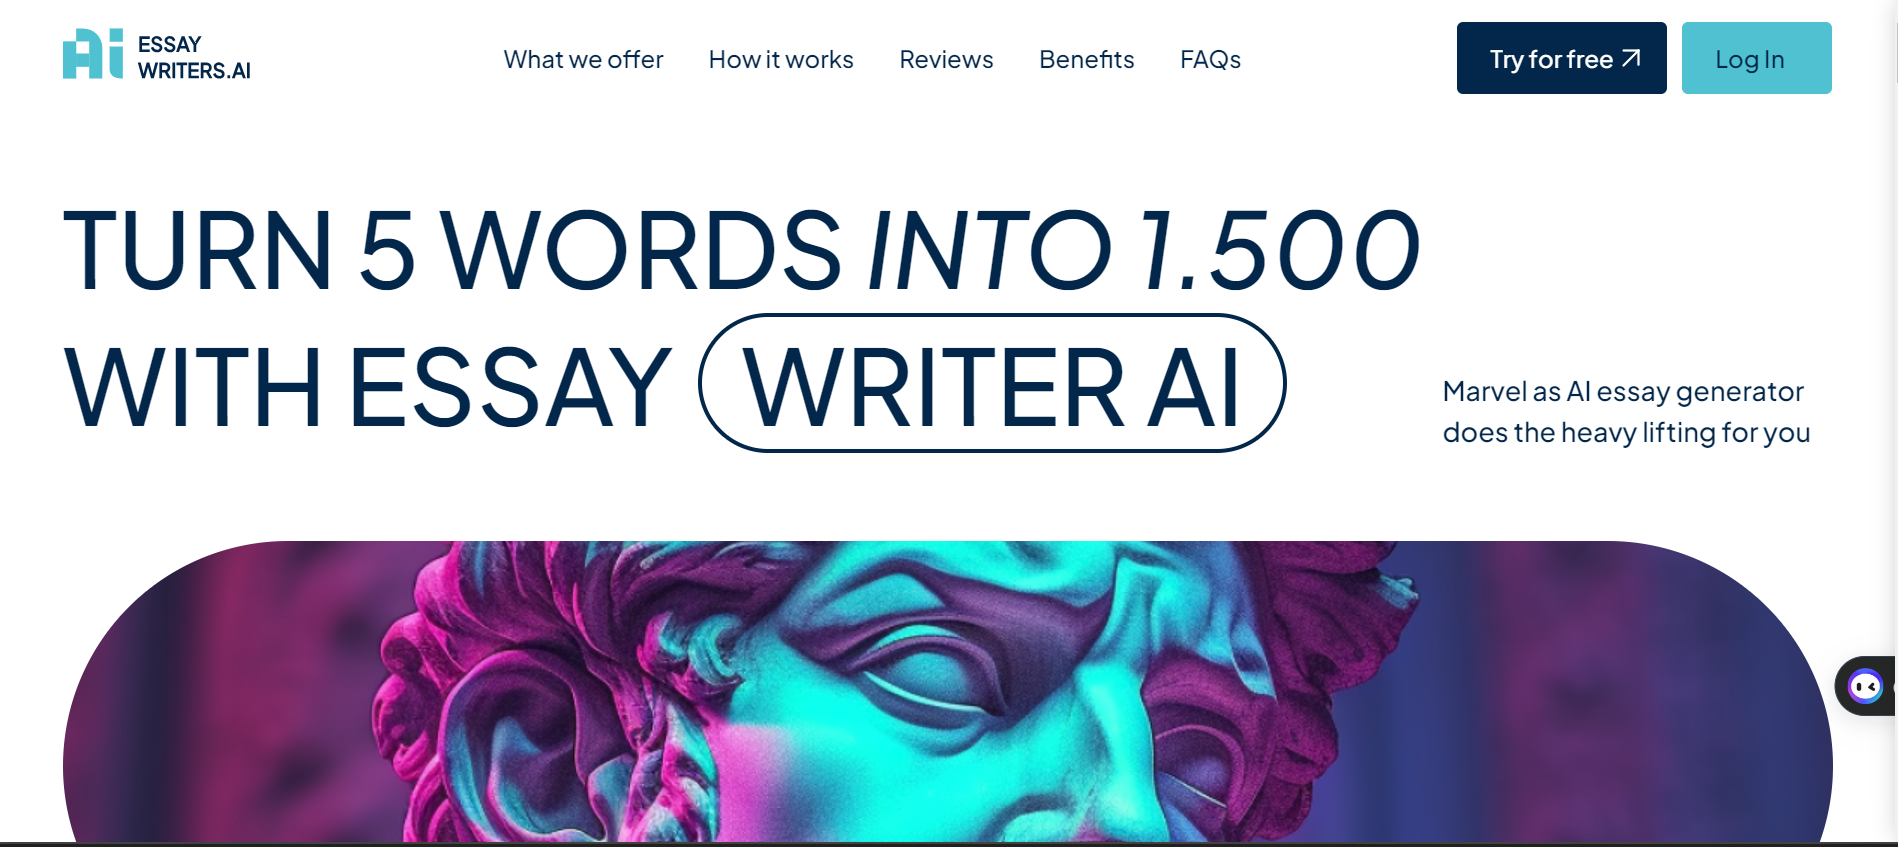 Ai ESSAY
WRITERS.AI
What we offer
How it works
Reviews
Benefits
FAQs
Try for free
Log In
TURN 5 WORDS INTO 1.500
WITH ESSAY WRITER AI
Marvel as AI essay generator
does the heavy lifting for you